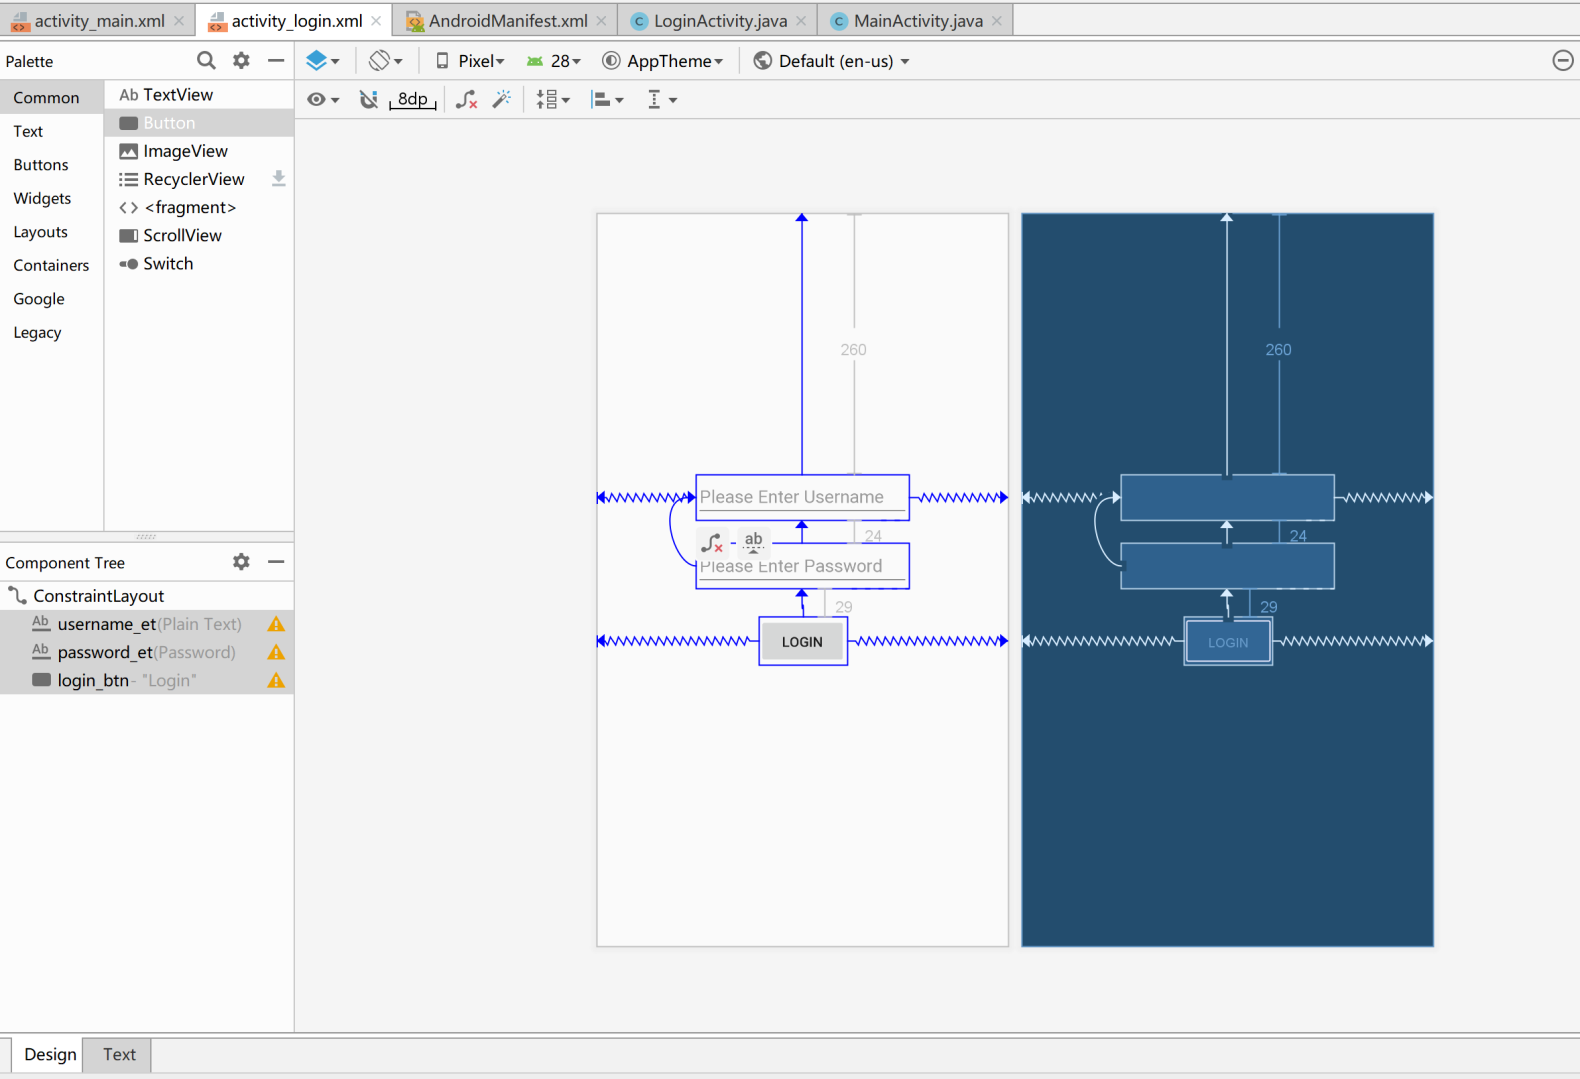 activity_main.xml activity_login.xml AndroidManifest.xml LoginActivity.java MainActivity.java
Palette Pixel 28 AppTheme Default (en-us)
Common
Text
Buttons
Widgets
Layouts
Containers
Google
Legacy
Ab TextView
Button
ImageView
RecyclerView
<fragment>
ScrollView
Switch
8dp
260
Please Enter Username
24
ab
Please Enter Password
29
LOGIN
260
24
29
LOGIN
Component Tree
ConstraintLayout
Ab username_et(Plain Text)
Ab password_et(Password)
login_btn- "Login"
Design Text